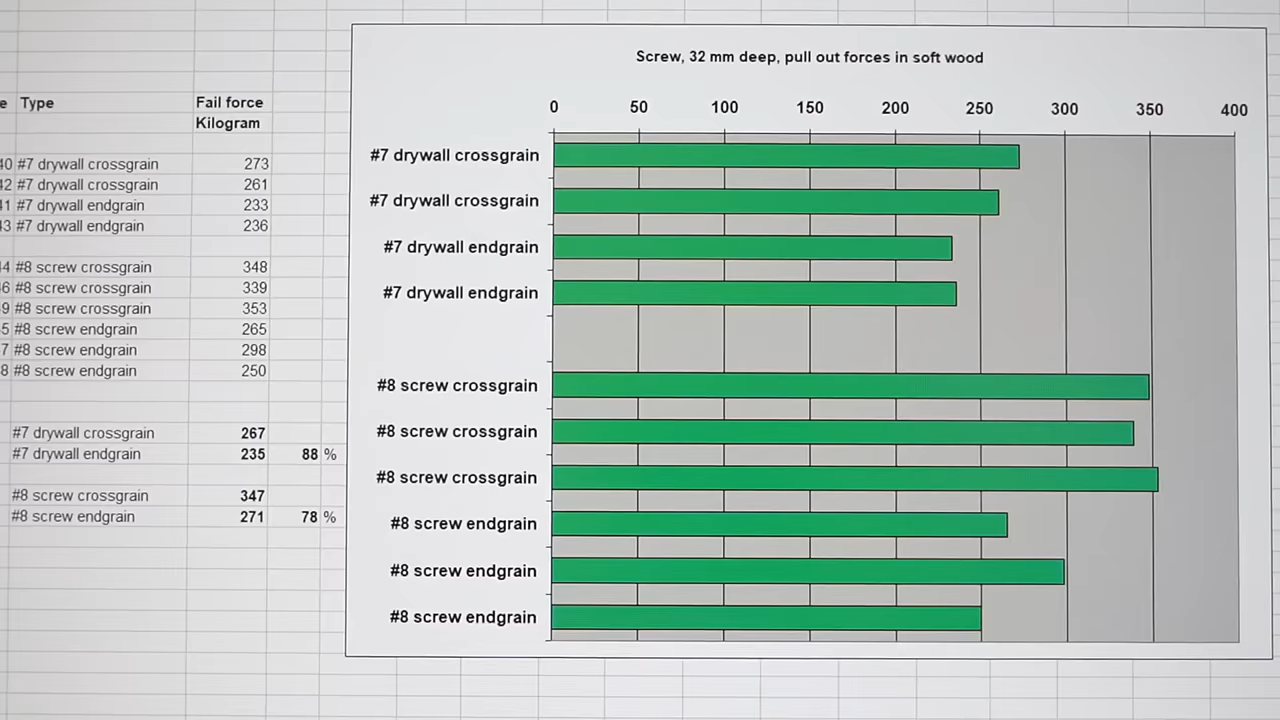 e Type Fail force
Kilogram
40 #7 drywall crossgrain 273
42 #7 drywall crossgrain 261
41 #7 drywall endgrain 233
43 #7 drywall endgrain 236
44 #8 screw crossgrain 348
46 #8 screw crossgrain 339
49 #8 screw crossgrain 353
45 #8 screw endgrain 265
47 #8 screw endgrain 298
48 #8 screw endgrain 250
#7 drywall crossgrain 267
#7 drywall endgrain 235 88 %
#8 screw crossgrain 347
#8 screw endgrain 271 78 %
Screw, 32 mm deep, pull out forces in soft wood
0 50 100 150 200 250 300 350 400
#7 drywall crossgrain
#7 drywall crossgrain
#7 drywall endgrain
#7 drywall endgrain
#8 screw crossgrain
#8 screw crossgrain
#8 screw crossgrain
#8 screw endgrain
#8 screw endgrain
#8 screw endgrain